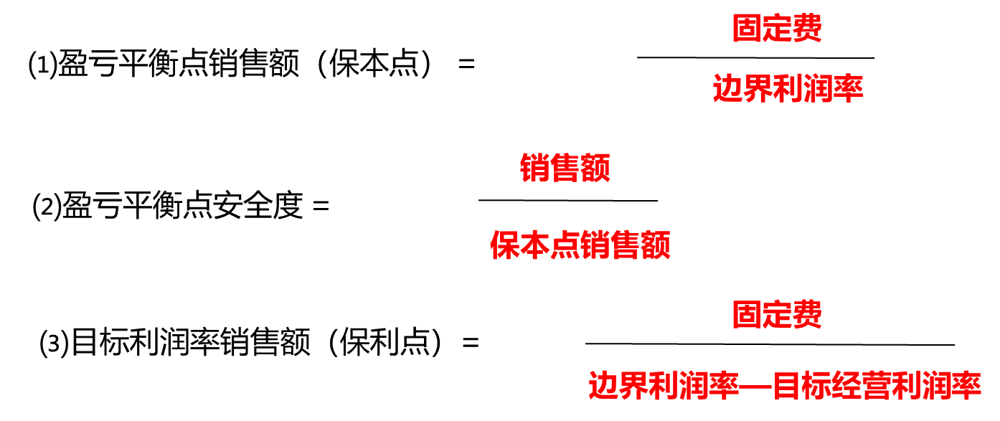 固定费
(1)盈亏平衡点销售额（保本点） =
边界利润率
销售额
(2)盈亏平衡点安全度 =
保本点销售额
固定费
(3)目标利润率销售额（保利点） =
边界利润率—目标经营利润率